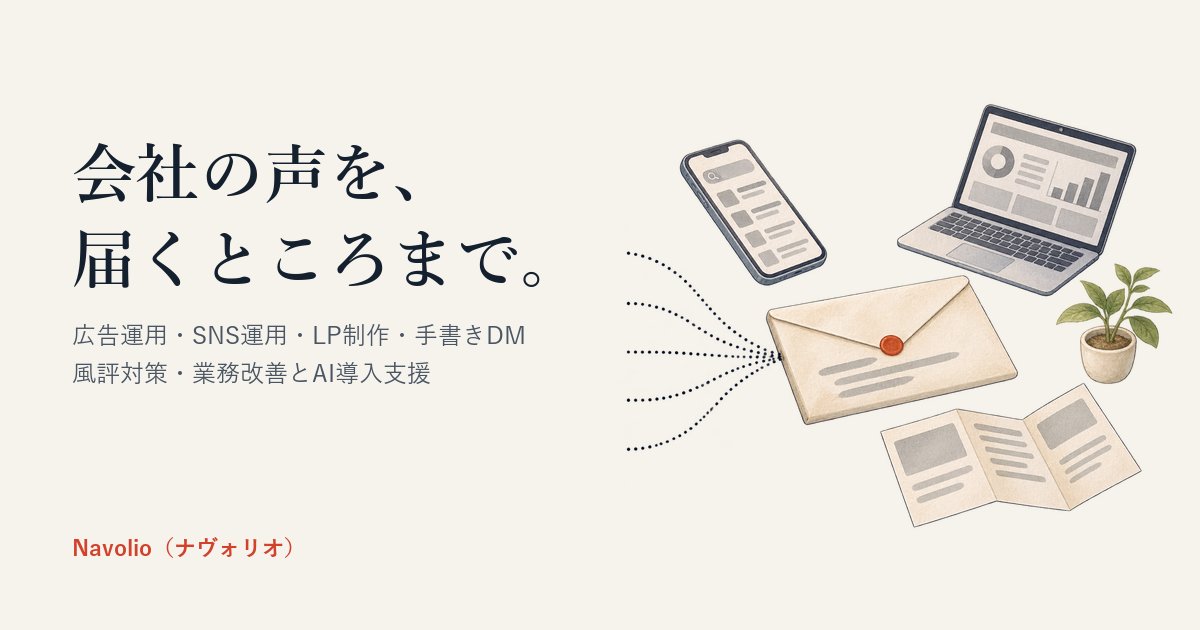 会社の声を、
届くところまで。
広告運用・SNS運用・LP制作・手書きDM
風評対策・業務改善とAI導入支援
Navolio（ナヴォリオ）